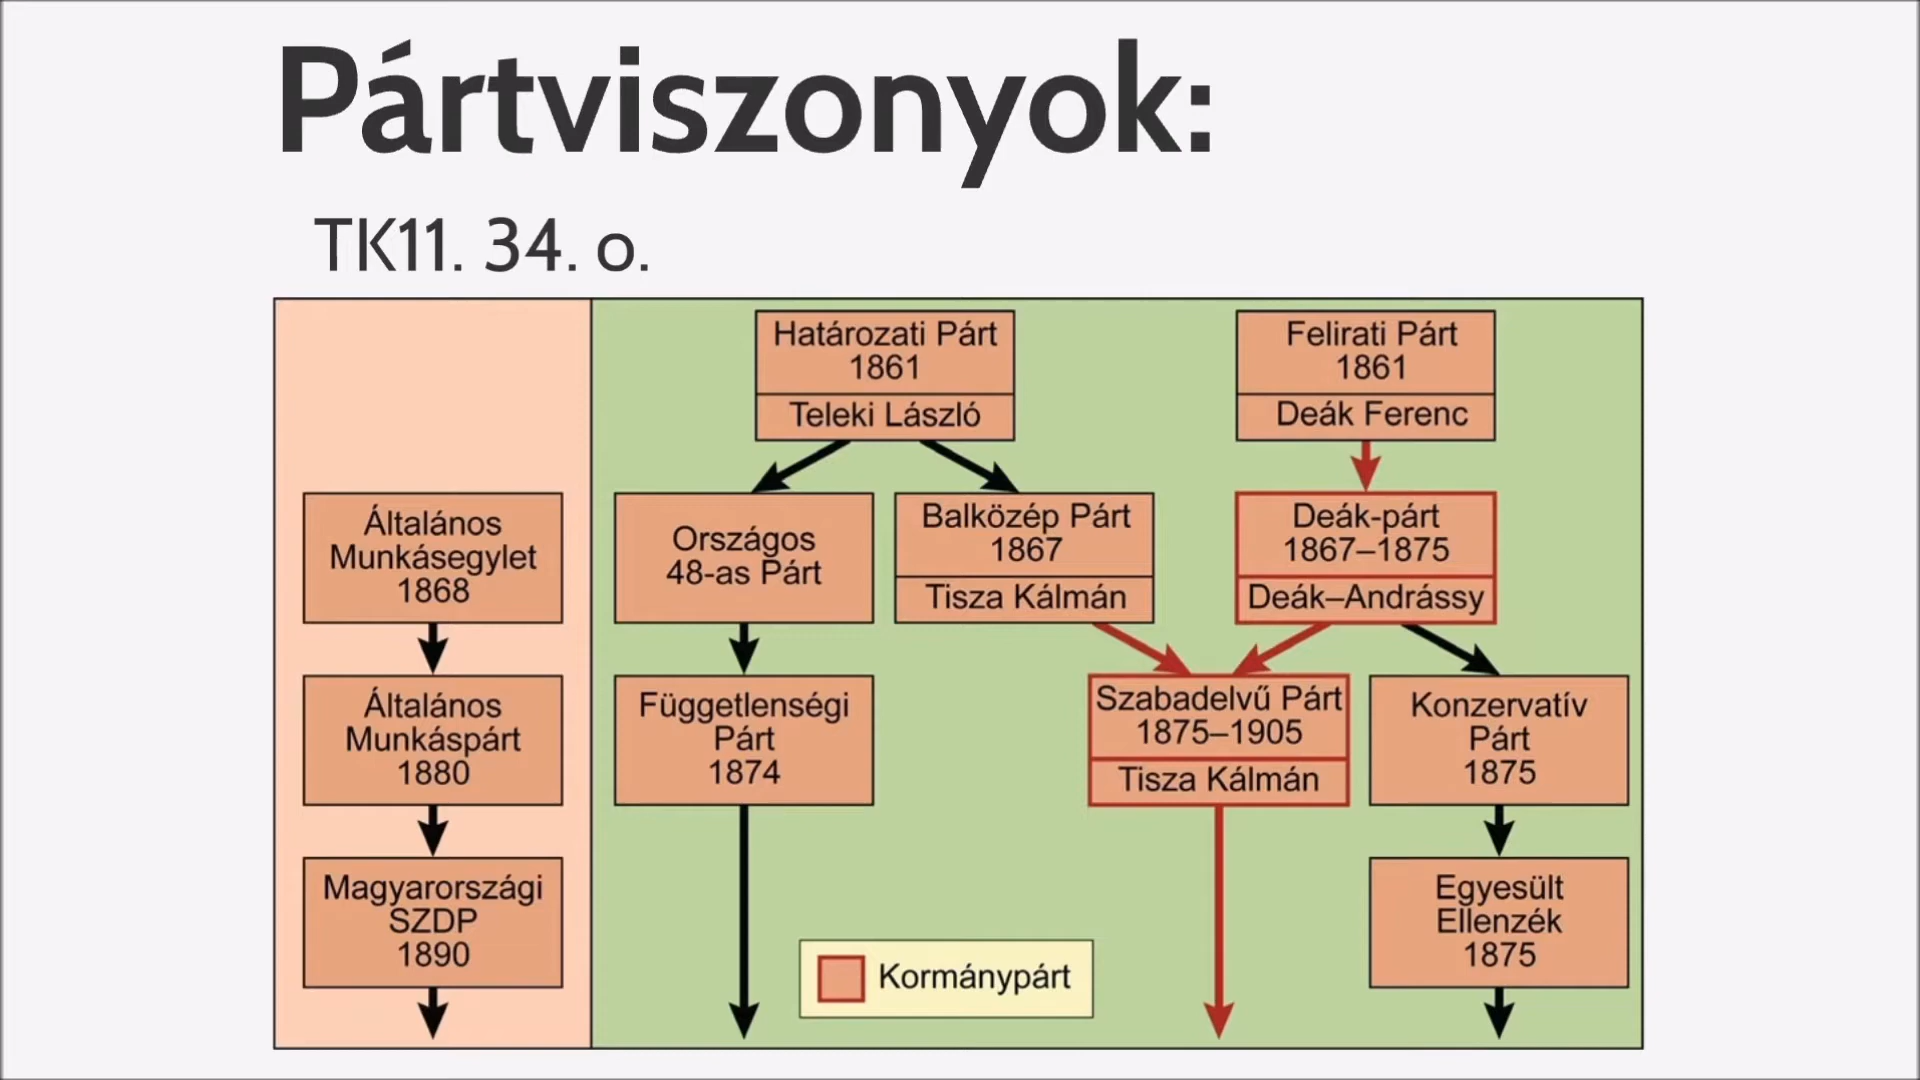 Pártviszonyok:
TK11. 34. o.
Határozati Párt
1861
Teleki László
Felirati Párt
1861
Deák Ferenc
Általános
Munkásegylet
1868
Országos
48-as Párt
Balközép Párt
1867
Tisza Kálmán
Deák-párt
1867–1875
Deák–Andrássy
Általános
Munkáspárt
1880
Függetlenségi
Párt
1874
Szabadelvű Párt
1875–1905
Tisza Kálmán
Konzervatív
Párt
1875
Magyarországi
SZDP
1890
Egyesült
Ellenzék
1875
Kormánypárt